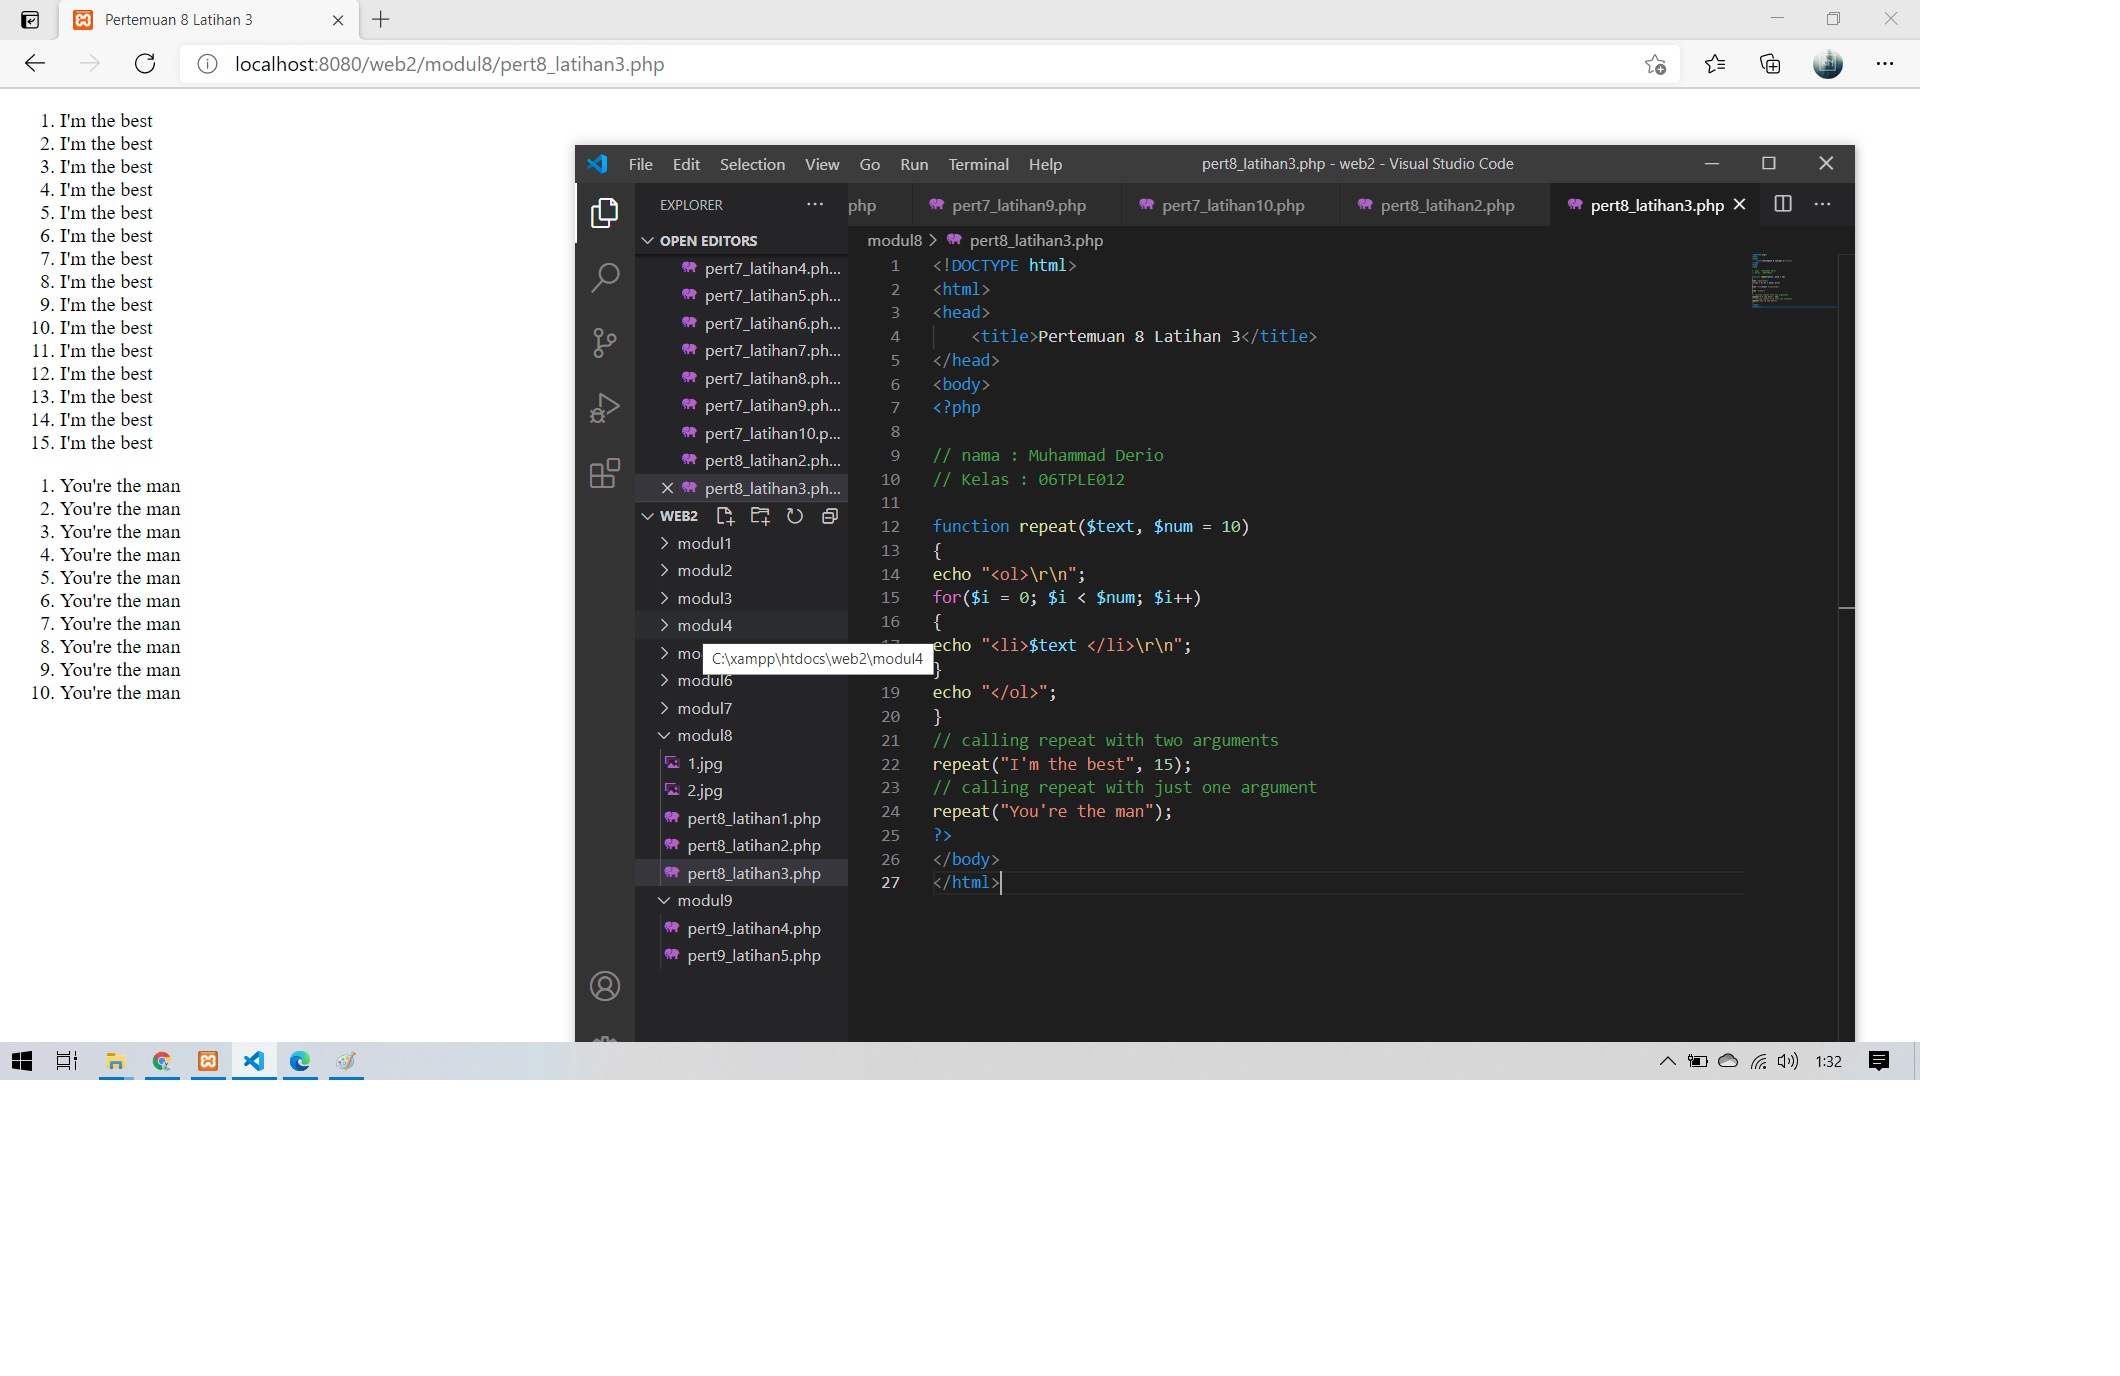 Pertemuan 8 Latihan 3
localhost:8080/web2/modul8/pert8_latihan3.php
1. I'm the best
2. I'm the best
3. I'm the best
4. I'm the best
5. I'm the best
6. I'm the best
7. I'm the best
8. I'm the best
9. I'm the best
10. I'm the best
11. I'm the best
12. I'm the best
13. I'm the best
14. I'm the best
15. I'm the best
1. You're the man
2. You're the man
3. You're the man
4. You're the man
5. You're the man
6. You're the man
7. You're the man
8. You're the man
9. You're the man
10. You're the man
File Edit Selection View Go Run Terminal Help pert8_latihan3.php - web2 - Visual Studio Code
EXPLORER ...
OPEN EDITORS
pert7_latihan4.ph...
pert7_latihan5.ph...
pert7_latihan6.ph...
pert7_latihan7.ph...
pert7_latihan8.ph...
pert7_latihan9.ph...
pert7_latihan10.p...
pert8_latihan2.ph...
pert8_latihan3.ph...
WEB2
modul1
modul2
modul3
modul4
mo
C:\xampp\htdocs\web2\modul4
modul6
modul7
modul8
1.jpg
2.jpg
pert8_latihan1.php
pert8_latihan2.php
pert8_latihan3.php
modul9
pert9_latihan4.php
pert9_latihan5.php
php pert7_latihan9.php pert7_latihan10.php pert8_latihan2.php pert8_latihan3.php
modul8 > pert8_latihan3.php
1 <!DOCTYPE html>
2 <html>
3 <head>
4 <title>Pertemuan 8 Latihan 3</title>
5 </head>
6 <body>
7 <?php
8
9 // nama : Muhammad Derio
10 // Kelas : 06TPLE012
11
12 function repeat($text, $num = 10)
13 {
14 echo "<ol>\r\n";
15 for($i = 0; $i < $num; $i++)
16 {
17 echo "<li>$text </li>\r\n";
}
19 echo "</ol>";
20 }
21 // calling repeat with two arguments
22 repeat("I'm the best", 15);
23 // calling repeat with just one argument
24 repeat("You're the man");
25 ?>
26 </body>
27 </html>
1:32